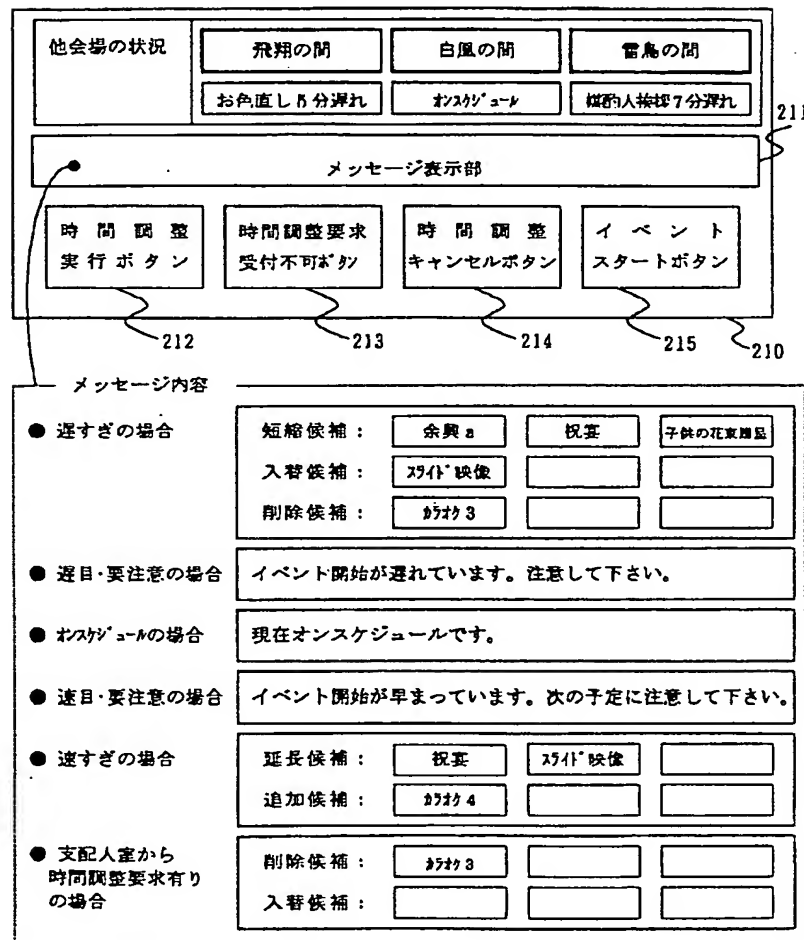 他会場の状況
飛翔の間
白凰の間
雷鳥の間
お色直し5分遅れ
オンスケジュール
媒酌人挨拶7分遅れ
211
メッセージ表示部
時間調整
実行ボタン
時間調整要求
受付不可ボタン
時間調整
キャンセルボタン
イベント
スタートボタン
212
213
214
215
210
メッセージ内容
● 遅すぎの場合
短縮候補:
余興a
祝宴
子供の花束贈呈
入替候補:
スライド映像
削除候補:
カラオケ3
● 遅目・要注意の場合
イベント開始が遅れています。注意して下さい。
● オンスケジュールの場合
現在オンスケジュールです。
● 速目・要注意の場合
イベント開始が早まっています。次の予定に注意して下さい。
● 速すぎの場合
延長候補:
祝宴
スライド映像
追加候補:
カラオケ4
● 支配人室から
時間調整要求有り
の場合
削除候補:
カラオケ3
入替候補: